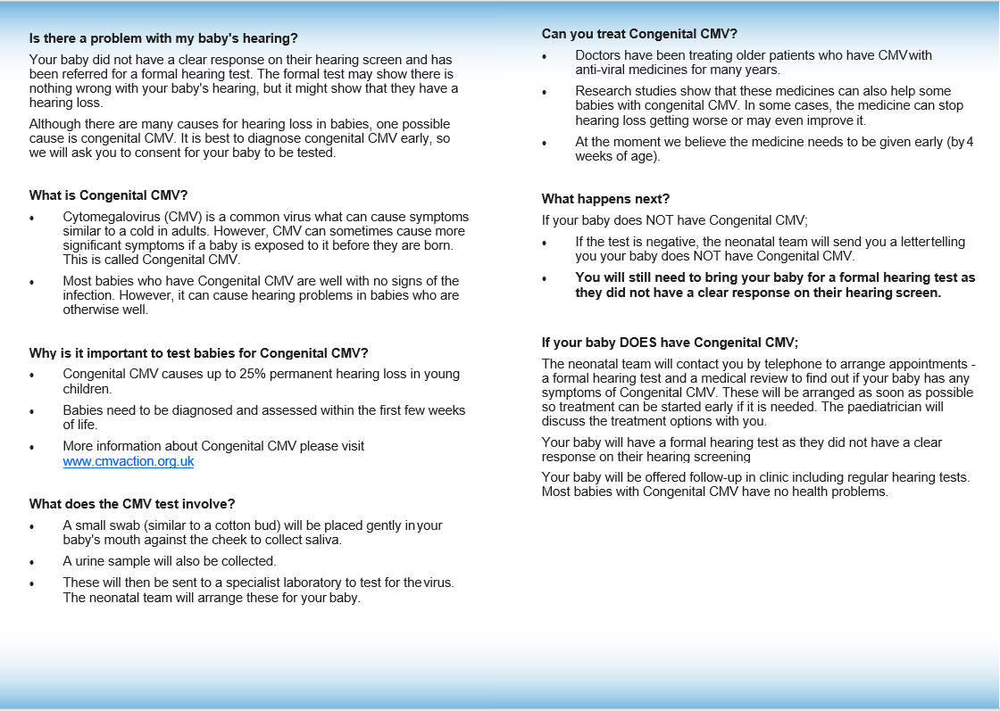 Is there a problem with my baby's hearing?
Your baby did not have a clear response on their hearing screen and has
been referred for a formal hearing test. The formal test may show there is
nothing wrong with your baby's hearing, but it might show that they have a
hearing loss.
Although there are many causes for hearing loss in babies, one possible
cause is congenital CMV. It is best to diagnose congenital CMV early, so
we will ask you to consent for your baby to be tested.
What is Congenital CMV?
• Cytomegalovirus (CMV) is a common virus what can cause symptoms
similar to a cold in adults. However, CMV can sometimes cause more
significant symptoms if a baby is exposed to it before they are born.
This is called Congenital CMV.
• Most babies who have Congenital CMV are well with no signs of the
infection. However, it can cause hearing problems in babies who are
otherwise well.
Why is it important to test babies for Congenital CMV?
• Congenital CMV causes up to 25% permanent hearing loss in young
children.
• Babies need to be diagnosed and assessed within the first few weeks
of life.
• More information about Congenital CMV please visit
www.cmvaction.org.uk
What does the CMV test involve?
• A small swab (similar to a cotton bud) will be placed gently in your
baby's mouth against the cheek to collect saliva.
• A urine sample will also be collected.
• These will then be sent to a specialist laboratory to test for the virus.
The neonatal team will arrange these for your baby.
Can you treat Congenital CMV?
• Doctors have been treating older patients who have CMV with
anti-viral medicines for many years.
• Research studies show that these medicines can also help some
babies with congenital CMV. In some cases, the medicine can stop
hearing loss getting worse or may even improve it.
• At the moment we believe the medicine needs to be given early (by 4
weeks of age).
What happens next?
If your baby does NOT have Congenital CMV;
• If the test is negative, the neonatal team will send you a letter telling
you your baby does NOT have Congenital CMV.
• You will still need to bring your baby for a formal hearing test as
they did not have a clear response on their hearing screen.
If your baby DOES have Congenital CMV;
The neonatal team will contact you by telephone to arrange appointments -
a formal hearing test and a medical review to find out if your baby has any
symptoms of Congenital CMV. These will be arranged as soon as possible
so treatment can be started early if it is needed. The paediatrician will
discuss the treatment options with you.
Your baby will have a formal hearing test as they did not have a clear
response on their hearing screening
Your baby will be offered follow-up in clinic including regular hearing tests.
Most babies with Congenital CMV have no health problems.